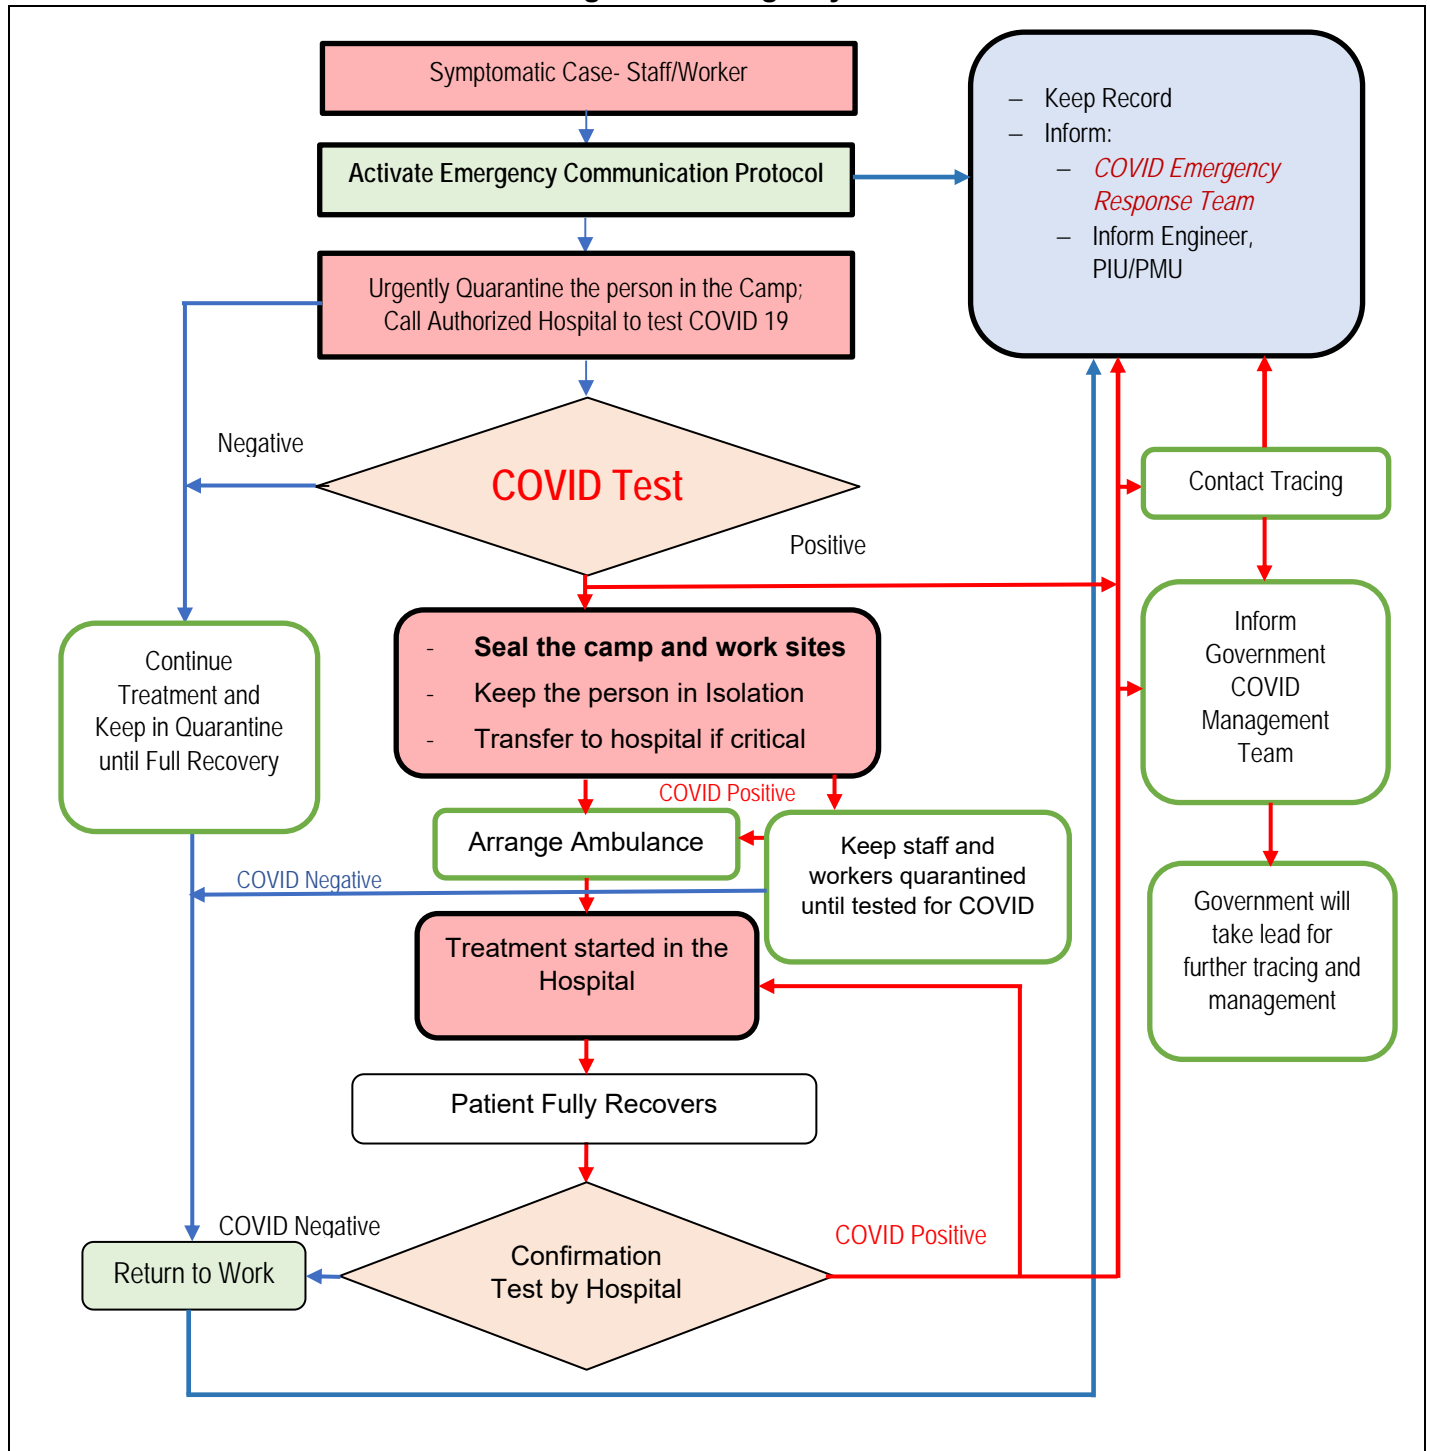 Symptomatic Case- Staff/Worker
Activate Emergency Communication Protocol
– Keep Record
– Inform:
– COVID Emergency
Response Team
– Inform Engineer,
PIU/PMU
Urgently Quarantine the person in the Camp;
Call Authorized Hospital to test COVID 19
Negative
COVID Test
Positive
Contact Tracing
Continue
Treatment and
Keep in Quarantine
until Full Recovery
- Seal the camp and work sites
- Keep the person in Isolation
- Transfer to hospital if critical
Inform
Government
COVID
Management
Team
COVID Positive
Arrange Ambulance
Keep staff and
workers quarantined
until tested for COVID
COVID Negative
Government will
take lead for
further tracing and
management
Treatment started in the
Hospital
Patient Fully Recovers
COVID Negative
COVID Positive
Confirmation
Test by Hospital
Return to Work